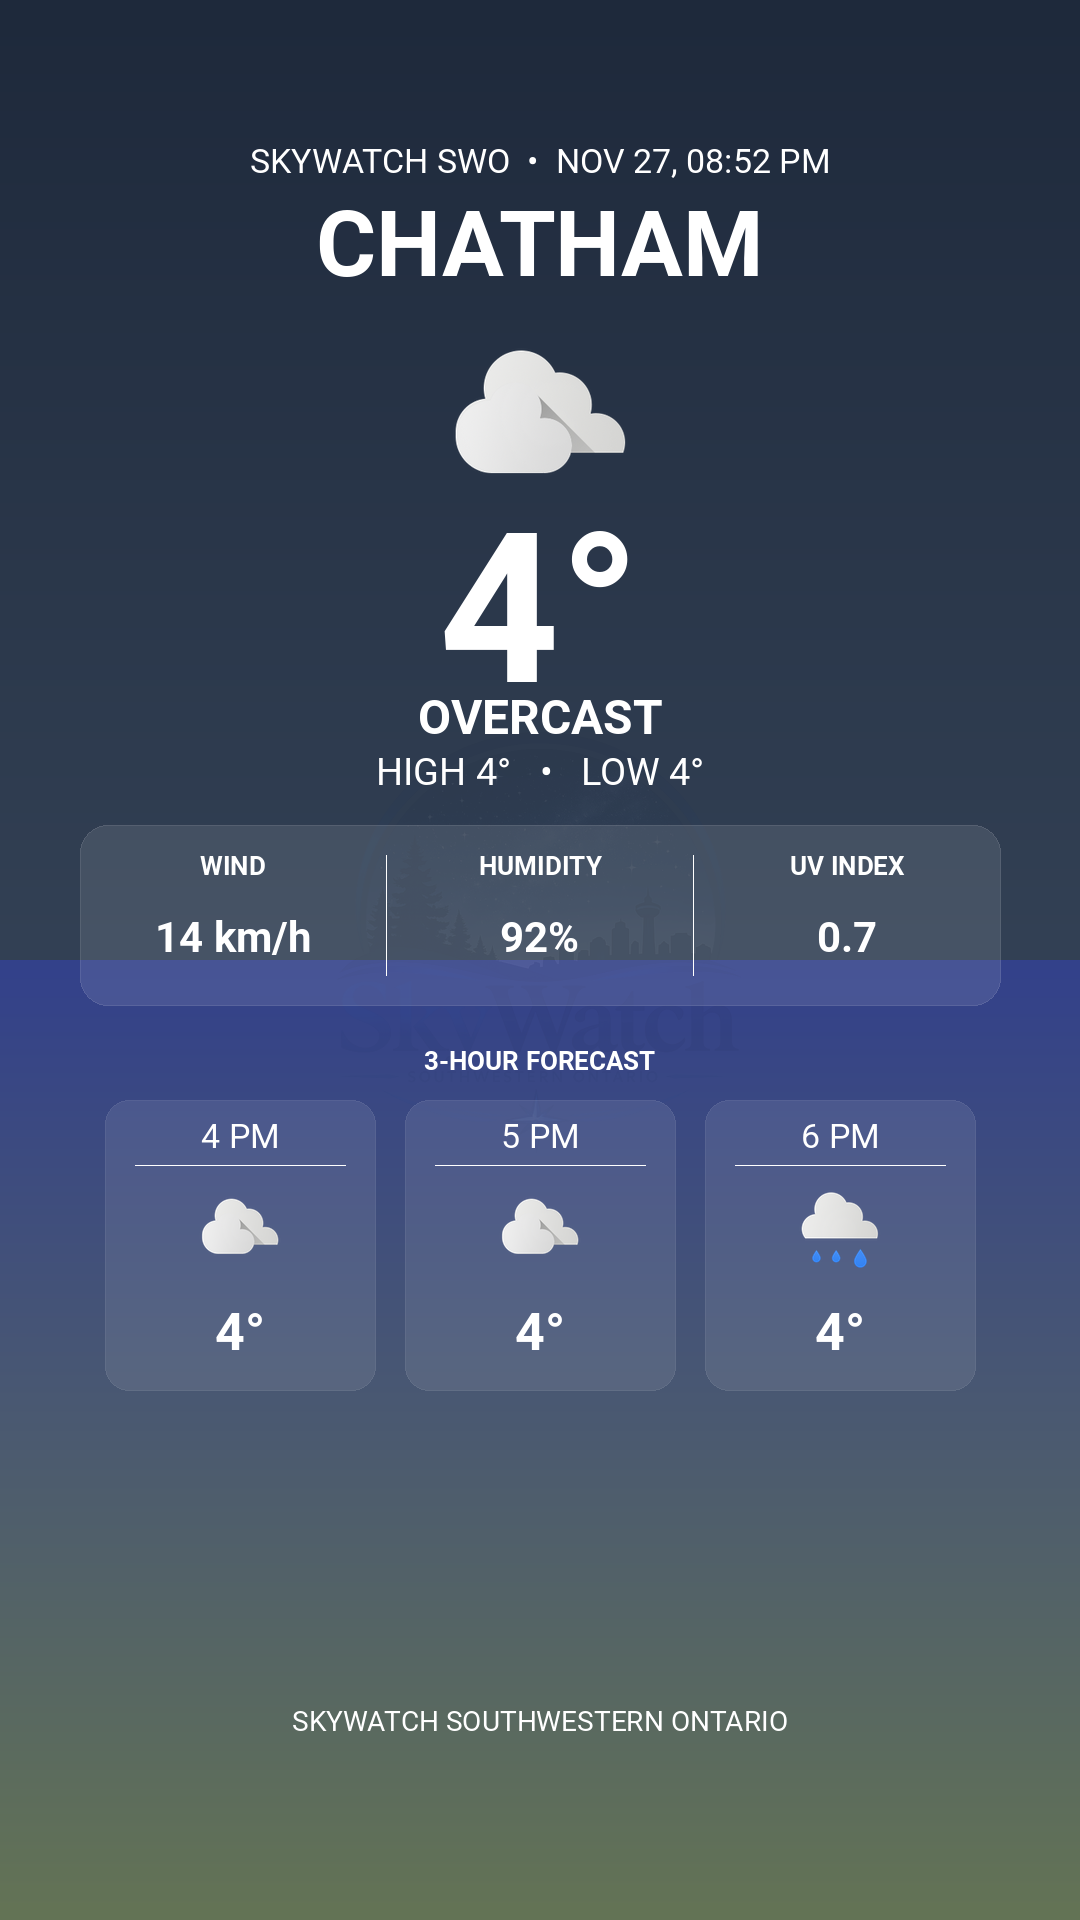 SKYWATCH SWO • NOV 27, 08:52 PM
CHATHAM
4°
OVERCAST
HIGH 4° • LOW 4°
WIND HUMIDITY UV INDEX
14 km/h 92% 0.7
SkyWatch
3-HOUR FORECAST
4 PM 5 PM 6 PM
4° 4° 4°
SKYWATCH SOUTHWESTERN ONTARIO